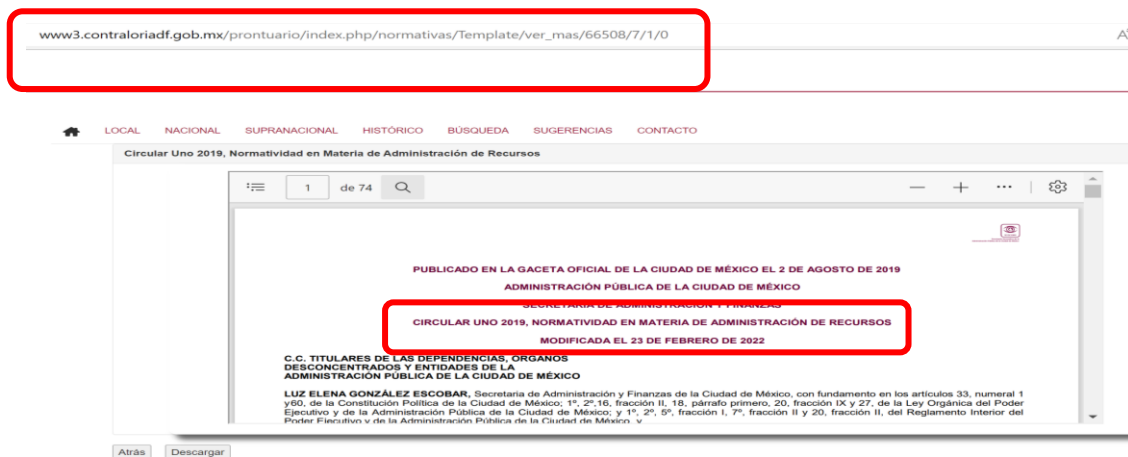 www3.contraloriadf.gob.mx/prontuario/index.php/normativas/Template/ver_mas/66508/7/1/0
LOCAL NACIONAL SUPRANACIONAL HISTÓRICO BÚSQUEDA SUGERENCIAS CONTACTO
Circular Uno 2019, Normatividad en Materia de Administración de Recursos
1 de 74
PUBLICADO EN LA GACETA OFICIAL DE LA CIUDAD DE MÉXICO EL 2 DE AGOSTO DE 2019
ADMINISTRACIÓN PÚBLICA DE LA CIUDAD DE MÉXICO
SECRETARÍA DE ADMINISTRACIÓN Y FINANZAS
CIRCULAR UNO 2019, NORMATIVIDAD EN MATERIA DE ADMINISTRACIÓN DE RECURSOS
MODIFICADA EL 23 DE FEBRERO DE 2022
C.C. TITULARES DE LAS DEPENDENCIAS, ÓRGANOS
DESCONCENTRADOS Y ENTIDADES DE LA
ADMINISTRACIÓN PÚBLICA DE LA CIUDAD DE MÉXICO
LUZ ELENA GONZÁLEZ ESCOBAR, Secretaria de Administración y Finanzas de la Ciudad de México, con fundamento en los artículos 33, numeral 1
y60, de la Constitución Política de la Ciudad de México; 1º, 2º,16, fracción II, 18, párrafo primero, 20, fracción IX y 27, de la Ley Orgánica del Poder
Ejecutivo y de la Administración Pública de la Ciudad de México; y 1º, 2º, 5º, fracción I, 7º, fracción II y 20, fracción II, del Reglamento Interior del
Poder Ejecutivo y de la Administración Pública de la Ciudad de México, y
Atrás Descargar